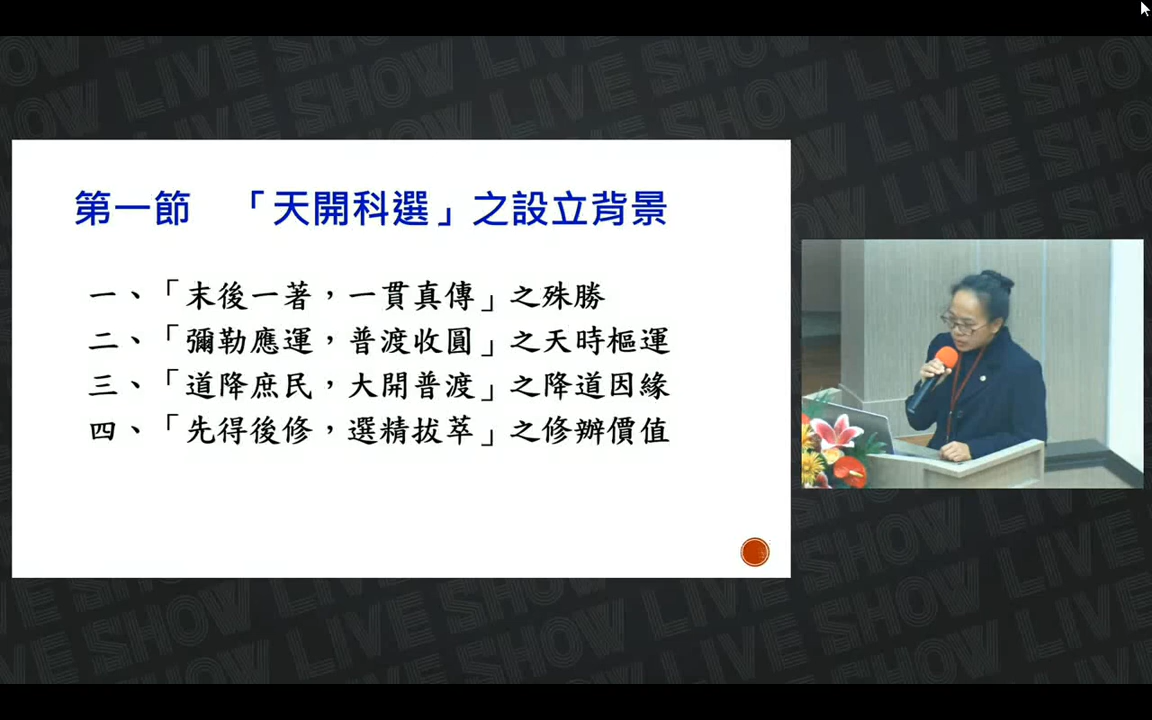 第一節 「天開科選」之設立背景
一、「末後一著，一貫真傳」之殊勝
二、「彌勒應運，普渡收圓」之天時樞運
三、「道降庶民，大開普渡」之降道因緣
四、「先得後修，選精拔萃」之修辦價值
LIVE SHOW